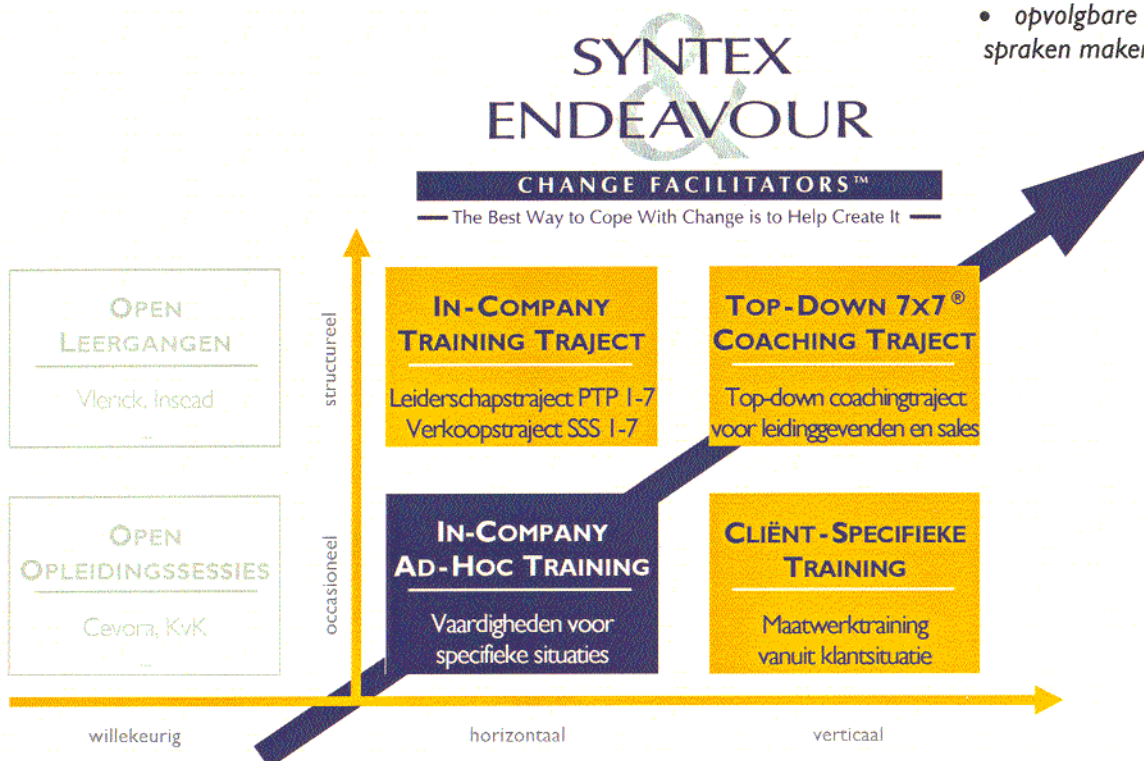 • opvolgbare
spraken maken
SYNTEX
&
ENDEAVOUR
CHANGE FACILITATORS™
The Best Way to Cope With Change is to Help Create It
OPEN
LEERGANGEN
Vlerick, Insead
...
structureel
IN-COMPANY
TRAINING TRAJECT
Leiderschapstraject PTP 1-7
Verkoopstraject SSS 1-7
TOP-DOWN 7X7®
COACHING TRAJECT
Top-down coachingtraject
voor leidinggevenden en sales
OPEN
OPLEIDINGSSESSIES
Cevora, KvK
...
occasioneel
IN-COMPANY
AD-HOC TRAINING
Vaardigheden voor
specifieke situaties
CLIËNT-SPECIFIEKE
TRAINING
Maatwerktraining
vanuit klantsituatie
willekeurig
horizontaal
verticaal